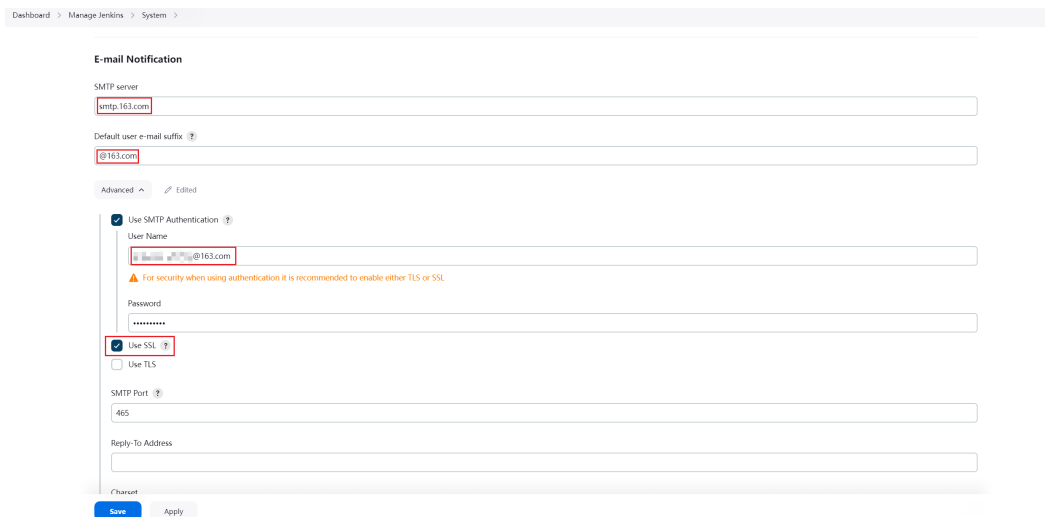 Dashboard > Manage Jenkins > System >
E-mail Notification
SMTP server
smtp.163.com
Default user e-mail suffix ?
@163.com
Advanced Edited
Use SMTP Authentication ?
User Name
@163.com
For security when using authentication it is recommended to enable either TLS or SSL
Password
••••••••••
Use SSL ?
Use TLS
SMTP Port ?
465
Reply-To Address
Charset
Save Apply